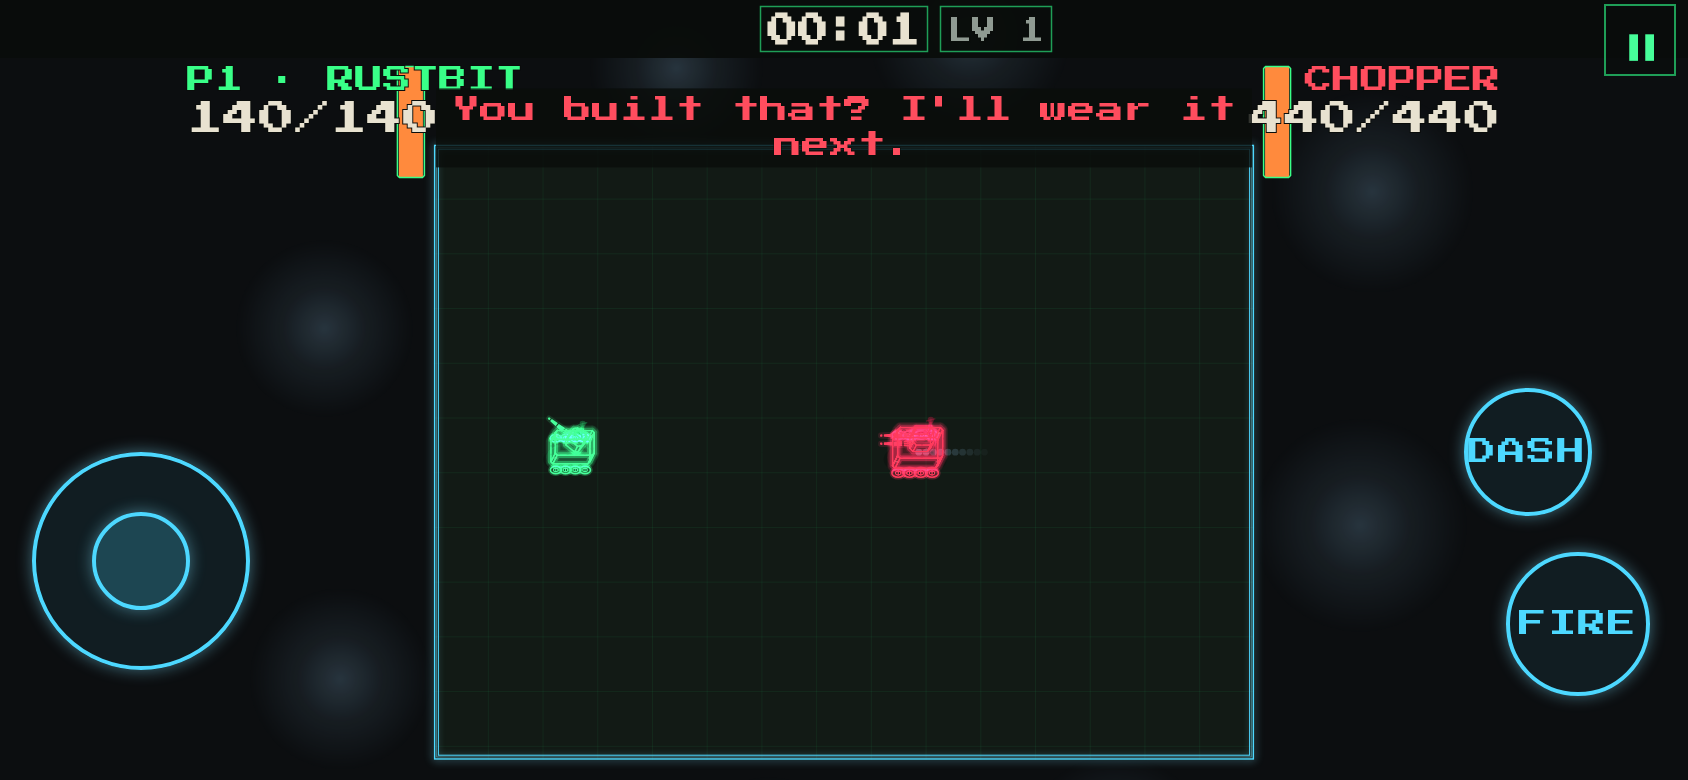 00:01
LV 1
P1 · RUSTBIT
140/140
You built that? I'll wear it
next.
CHOPPER
440/440
DASH
FIRE